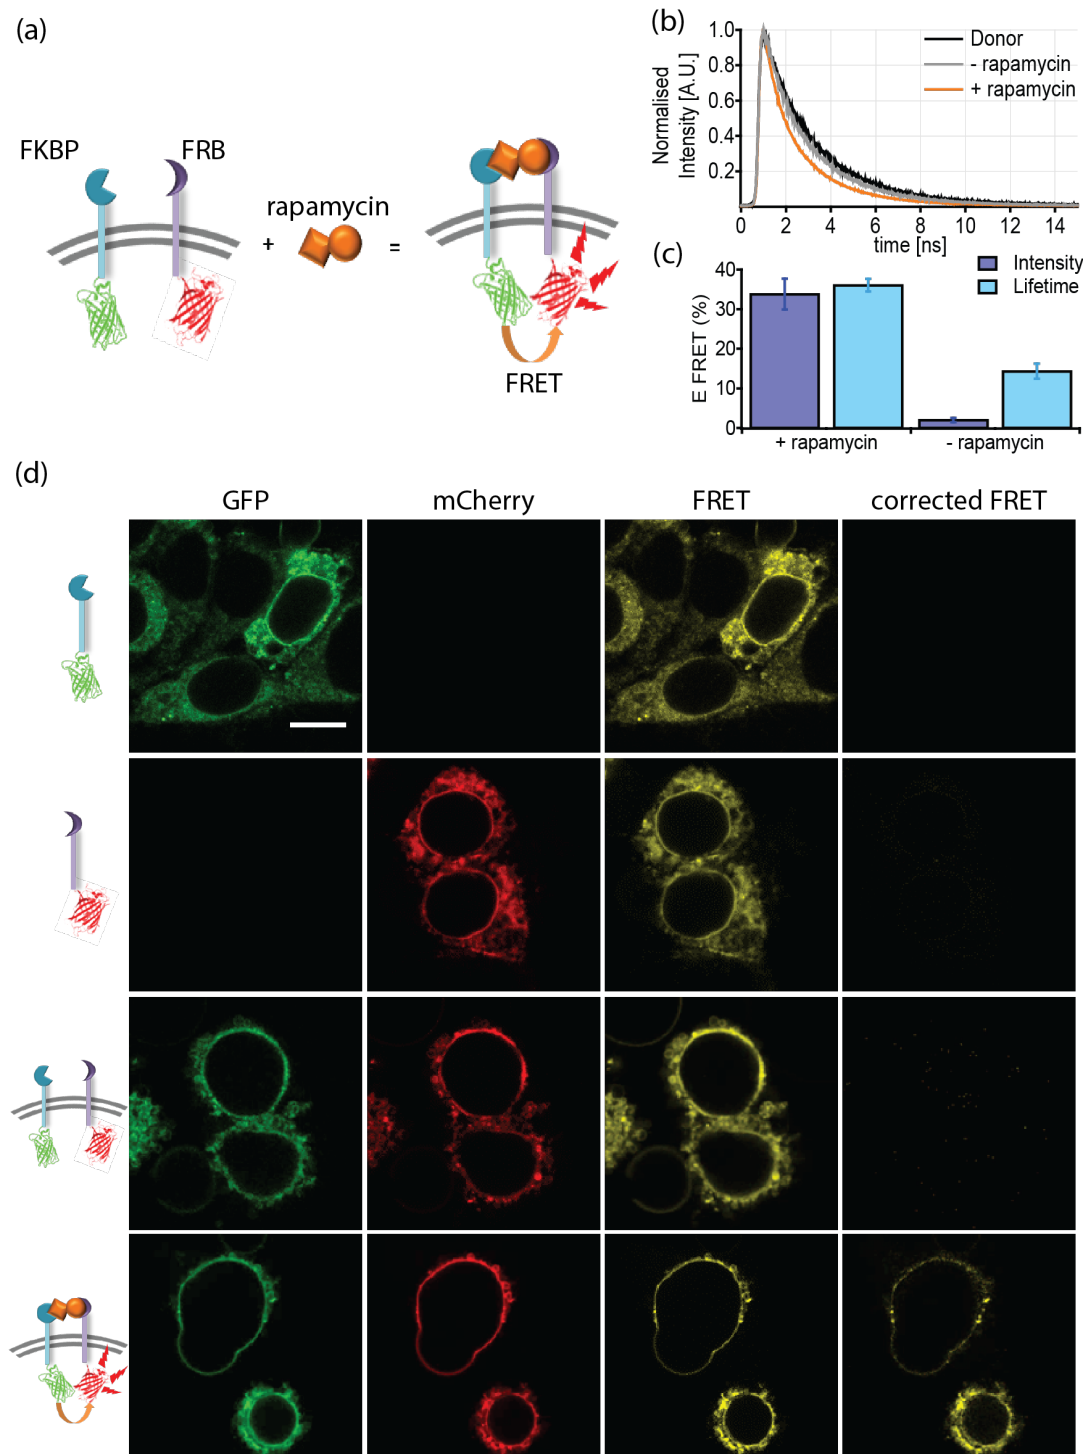 (a)
FKBP
FRB
rapamycin
+
=
FRET
(b)
Normalised
Intensity [A.U.]
1.0
0.8
0.6
0.4
0.2
0 2 4 6 8 10 12 14
time [ns]
Donor
- rapamycin
+ rapamycin
(c)
E FRET (%)
40
30
20
10
0
Intensity
Lifetime
+ rapamycin
- rapamycin
(d)
GFP mCherry FRET corrected FRET